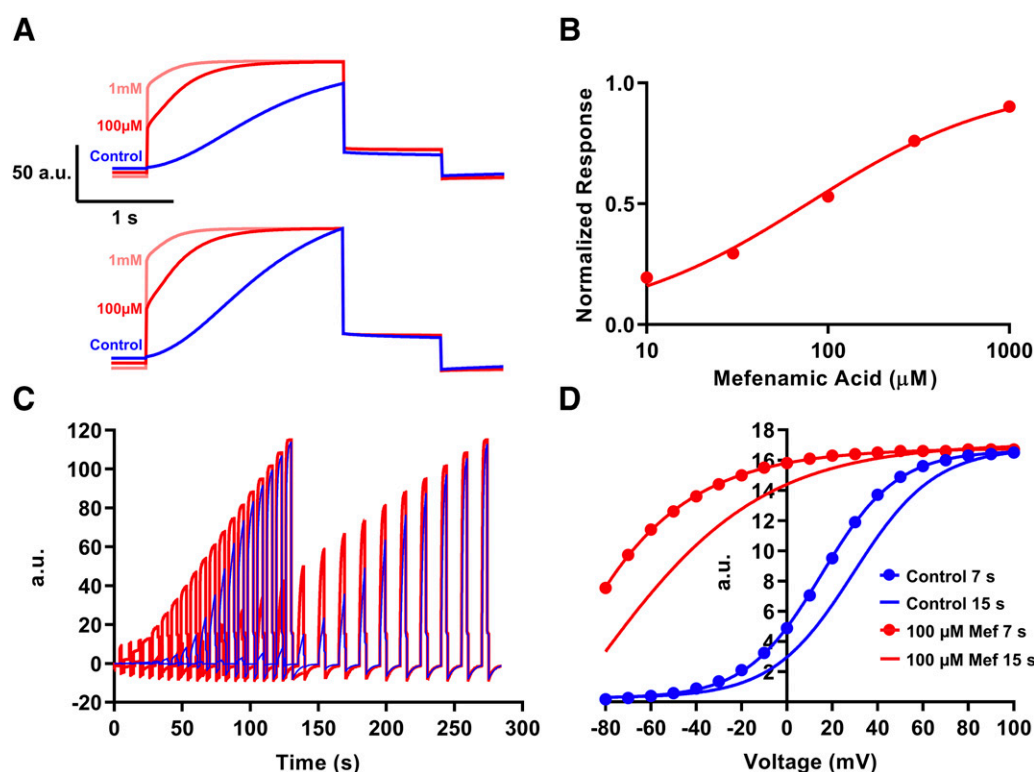 A
1mM
100µM
Control
50 a.u.
1 s
1mM
100µM
Control
B
Normalized Response
1.0
0.5
0.0
10
100
1000
Mefenamic Acid (µM)
C
a.u.
120
100
80
60
40
20
0
-20
0
50
100
150
200
250
300
Time (s)
D
a.u.
18
16
14
12
10
8
6
4
2
Control 7 s
Control 15 s
100 µM Mef 7 s
100 µM Mef 15 s
-80
-60
-40
-20
0
20
40
60
80
100
Voltage (mV)